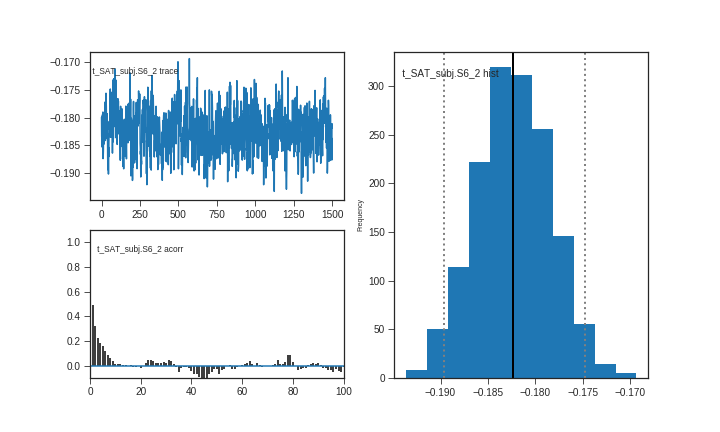 t_SAT_subj.S6_2 trace
−0.170
−0.175
−0.180
−0.185
−0.190
0 250 500 750 1000 1250 1500
t_SAT_subj.S6_2 acorr
1.0
0.8
0.6
0.4
0.2
0.0
0 20 40 60 80 100
t_SAT_subj.S6_2 hist
Frequency
300
250
200
150
100
50
0
−0.190 −0.185 −0.180 −0.175 −0.170